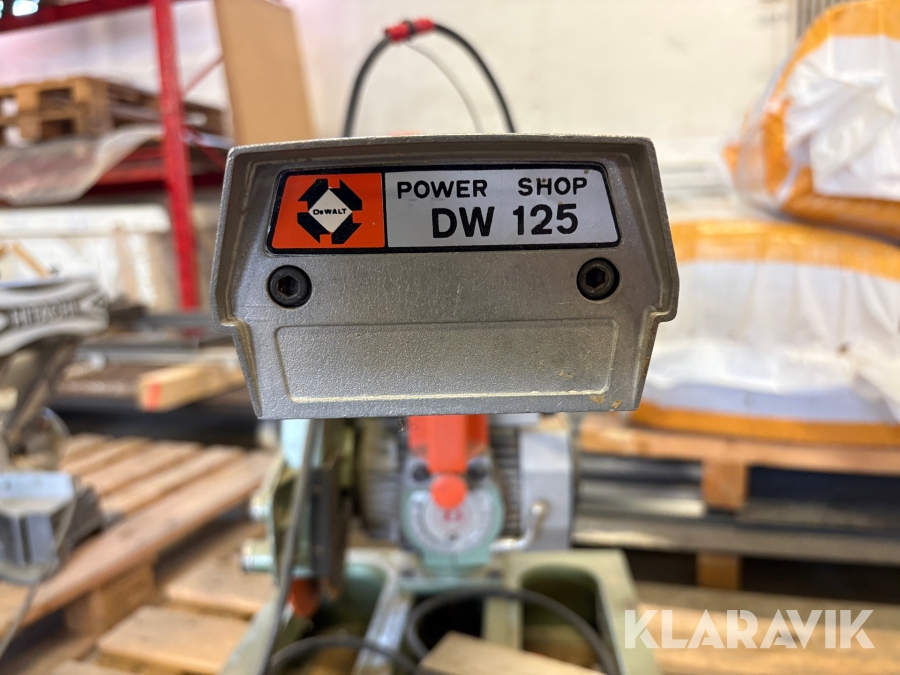 DeWALT
POWER SHOP
DW 125
HITACHI
KLARAVIK